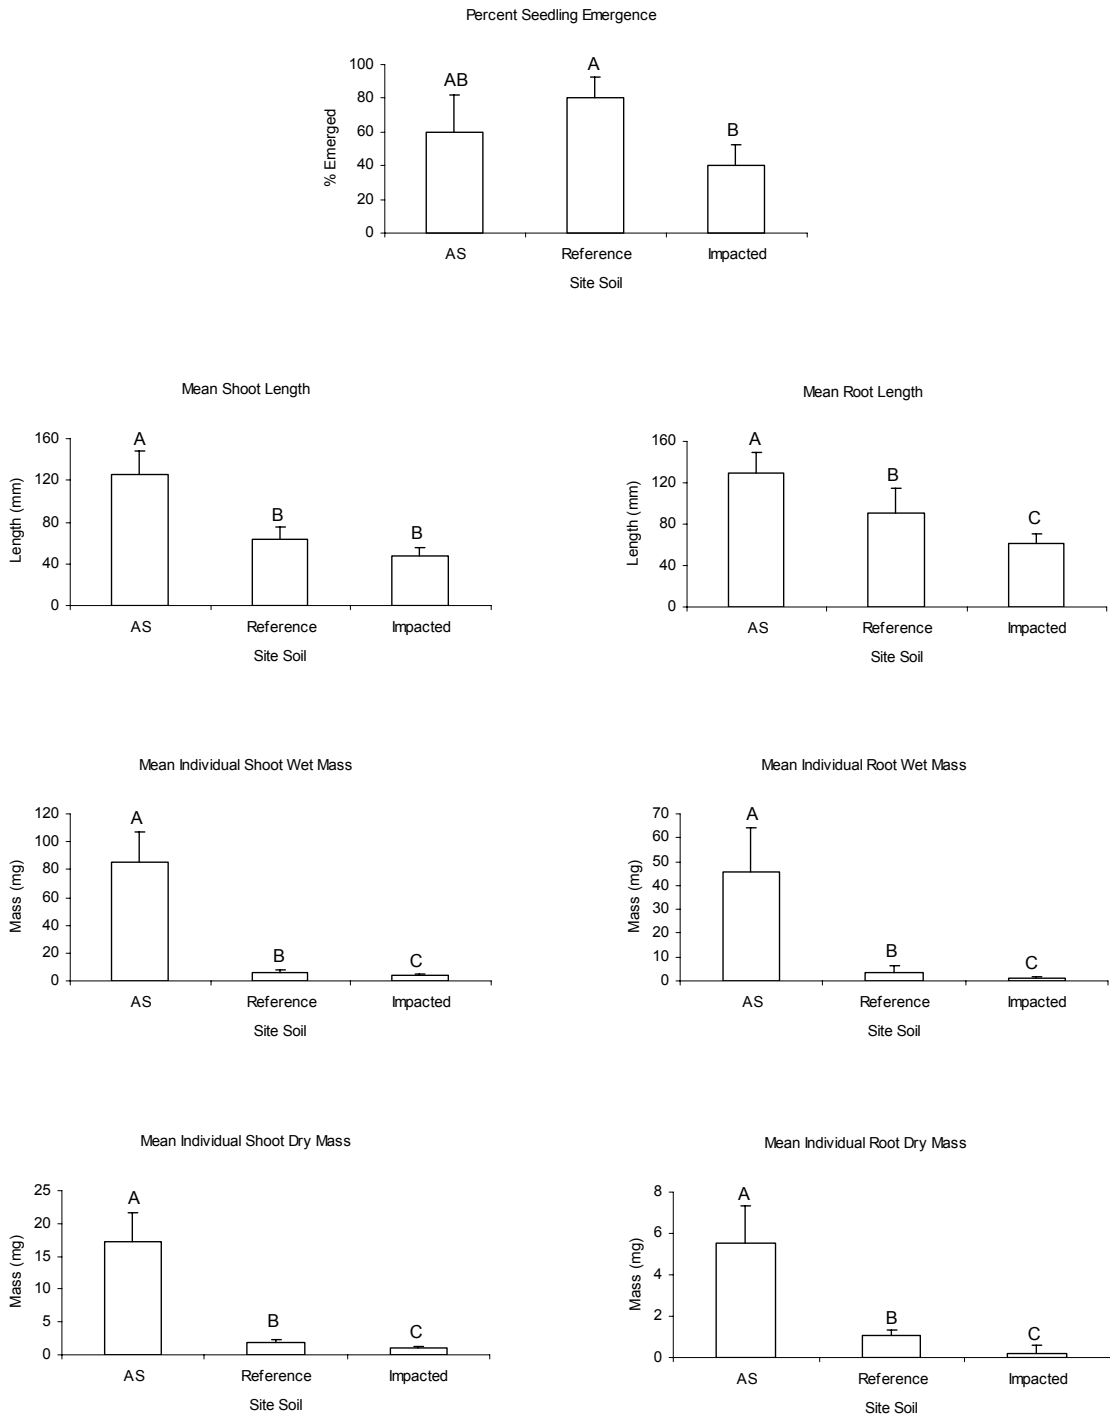 Percent Seedling Emergence
100
80
60
40
20
0
% Emerged
AB
A
B
AS
Reference
Impacted
Site Soil
Mean Shoot Length
160
120
80
40
0
Length (mm)
A
B
B
AS
Reference
Impacted
Site Soil
Mean Root Length
160
120
80
40
0
Length (mm)
A
B
C
AS
Reference
Impacted
Site Soil
Mean Individual Shoot Wet Mass
120
100
80
60
40
20
0
Mass (mg)
A
B
C
AS
Reference
Impacted
Site Soil
Mean Individual Root Wet Mass
70
60
50
40
30
20
10
0
Mass (mg)
A
B
C
AS
Reference
Impacted
Site Soil
Mean Individual Shoot Dry Mass
25
20
15
10
5
0
Mass (mg)
A
B
C
AS
Reference
Impacted
Site Soil
Mean Individual Root Dry Mass
8
6
4
2
0
Mass (mg)
A
B
C
AS
Reference
Impacted
Site Soil